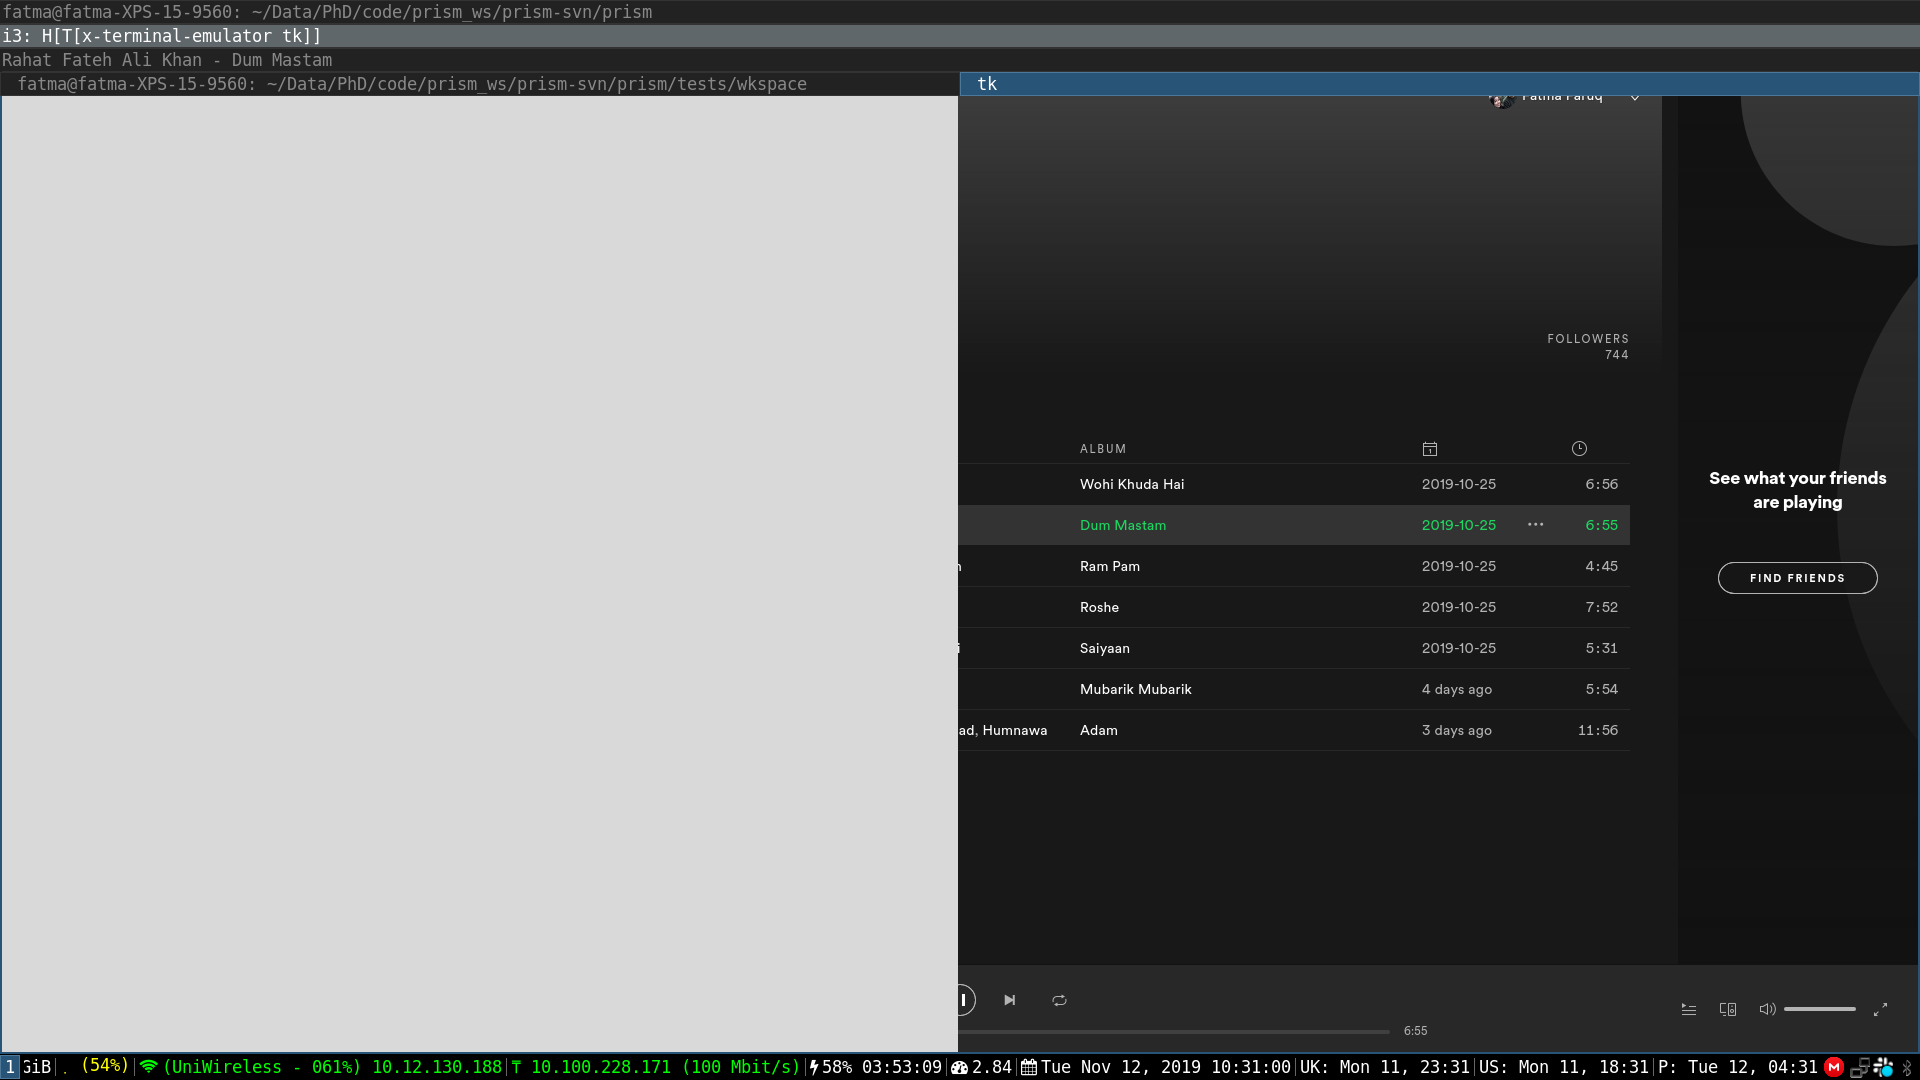 fatma@fatma-XPS-15-9560: ~/Data/PhD/code/prism_ws/prism-svn/prism
i3: H[T[x-terminal-emulator tk]]
Rahat Fateh Ali Khan - Dum Mastam
fatma@fatma-XPS-15-9560: ~/Data/PhD/code/prism_ws/prism-svn/prism/tests/wkspace
tk
Fatma Faruq
FOLLOWERS
744
ALBUM
Wohi Khuda Hai 2019-10-25 6:56
Dum Mastam 2019-10-25 ••• 6:55
Ram Pam 2019-10-25 4:45
Roshe 2019-10-25 7:52
Saiyaan 2019-10-25 5:31
Mubarik Mubarik 4 days ago 5:54
ad, Humnawa Adam 3 days ago 11:56
See what your friends
are playing
FIND FRIENDS
6:55
1 GiB . (54%) (UniWireless - 061%) 10.12.130.188 10.100.228.171 (100 Mbit/s) 58% 03:53:09 2.84 Tue Nov 12, 2019 10:31:00 UK: Mon 11, 23:31 US: Mon 11, 18:31 P: Tue 12, 04:31